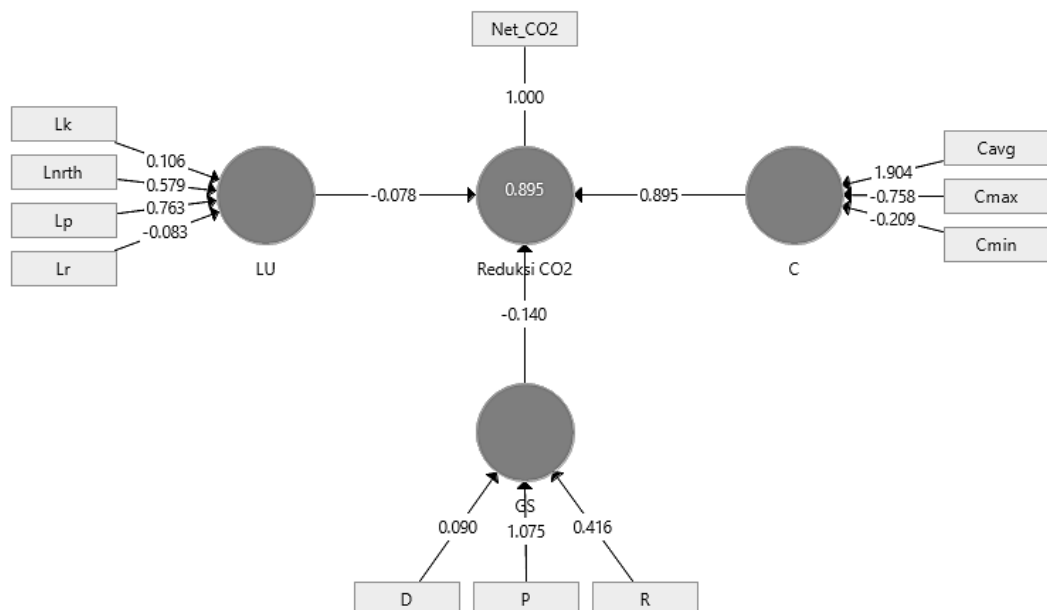 Net_CO2
1.000
Lk
Lnrth
Lp
Lr
0.106
0.579
0.763
-0.083
LU
-0.078
0.895
Reduksi CO2
0.895
C
1.904
-0.758
-0.209
Cavg
Cmax
Cmin
-0.140
GS
0.090
1.075
0.416
D
P
R